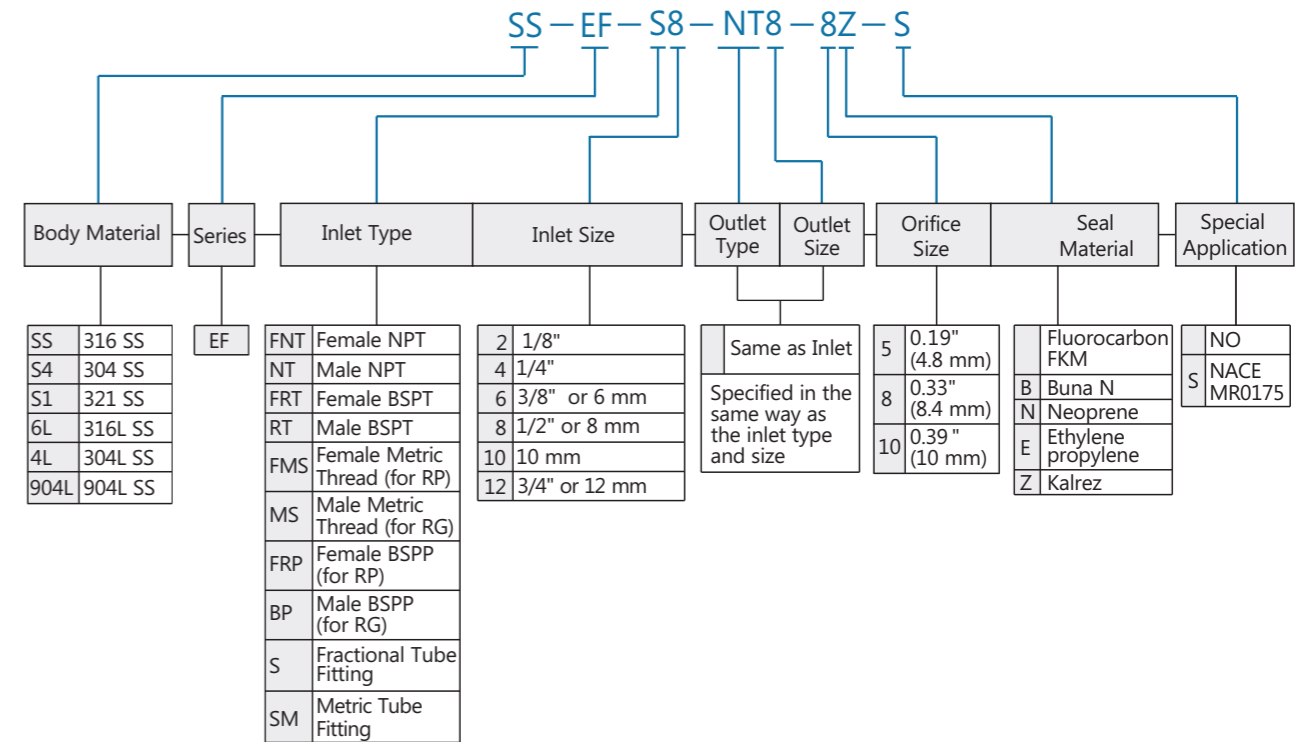 SS－EF－S8－NT8－8Z－S
Body Material
Series
Inlet Type
Inlet Size
Outlet
Type
Outlet
Size
Orifice
Size
Seal
Material
Special
Application
SS 316 SS
S4 304 SS
S1 321 SS
6L 316L SS
4L 304L SS
904L 904L SS
EF
FNT Female NPT
NT Male NPT
FRT Female BSPT
RT Male BSPT
FMS Female Metric
Thread (for RP)
MS Male Metric
Thread (for RG)
FRP Female BSPP
(for RP)
BP Male BSPP
(for RG)
S Fractional Tube
Fitting
SM Metric Tube
Fitting
2 1/8"
4 1/4"
6 3/8" or 6 mm
8 1/2" or 8 mm
10 10 mm
12 3/4" or 12 mm
Same as Inlet
Specified in the
same way as
the inlet type
and size
5 0.19"
(4.8 mm)
8 0.33"
(8.4 mm)
10 0.39 "
(10 mm)
Fluorocarbon
FKM
B Buna N
N Neoprene
E Ethylene
propylene
Z Kalrez
NO
S NACE
MR0175